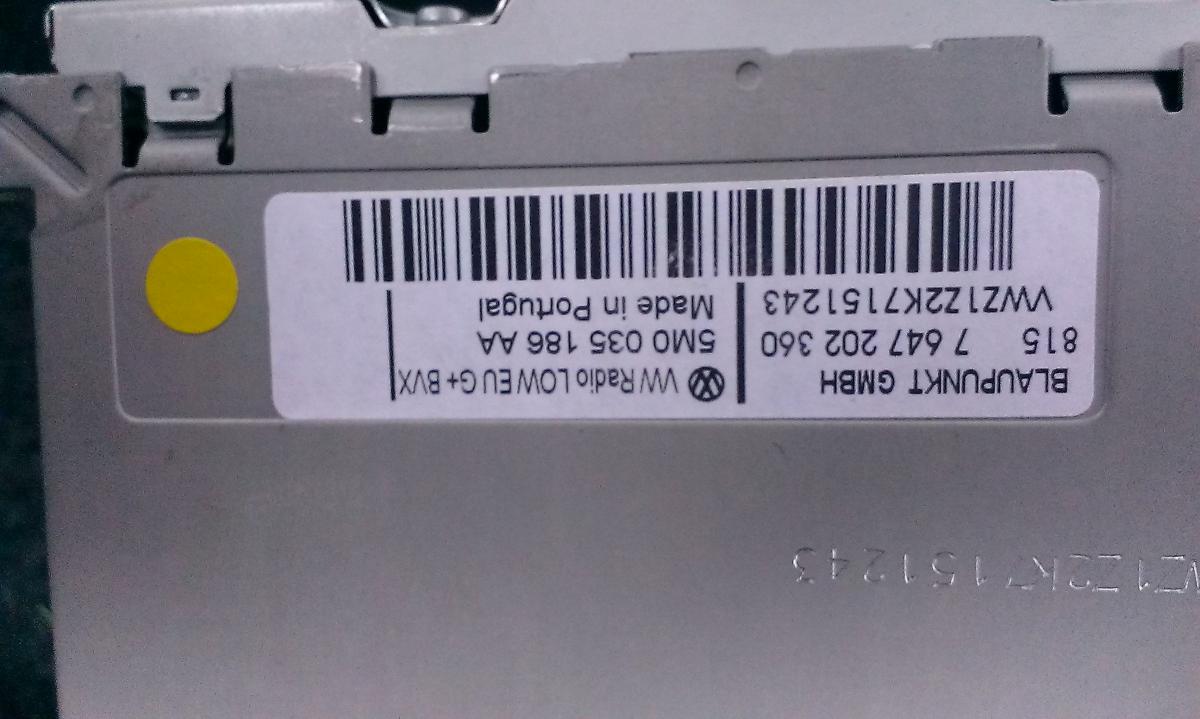 BLAUPUNKT GMBH
815 7 647 202 360
VWZ1Z2K7151243
VW Radio LOW EU G+ BVX
5M0 035 186 AA
Made in Portugal
VWZ1Z2K7151243